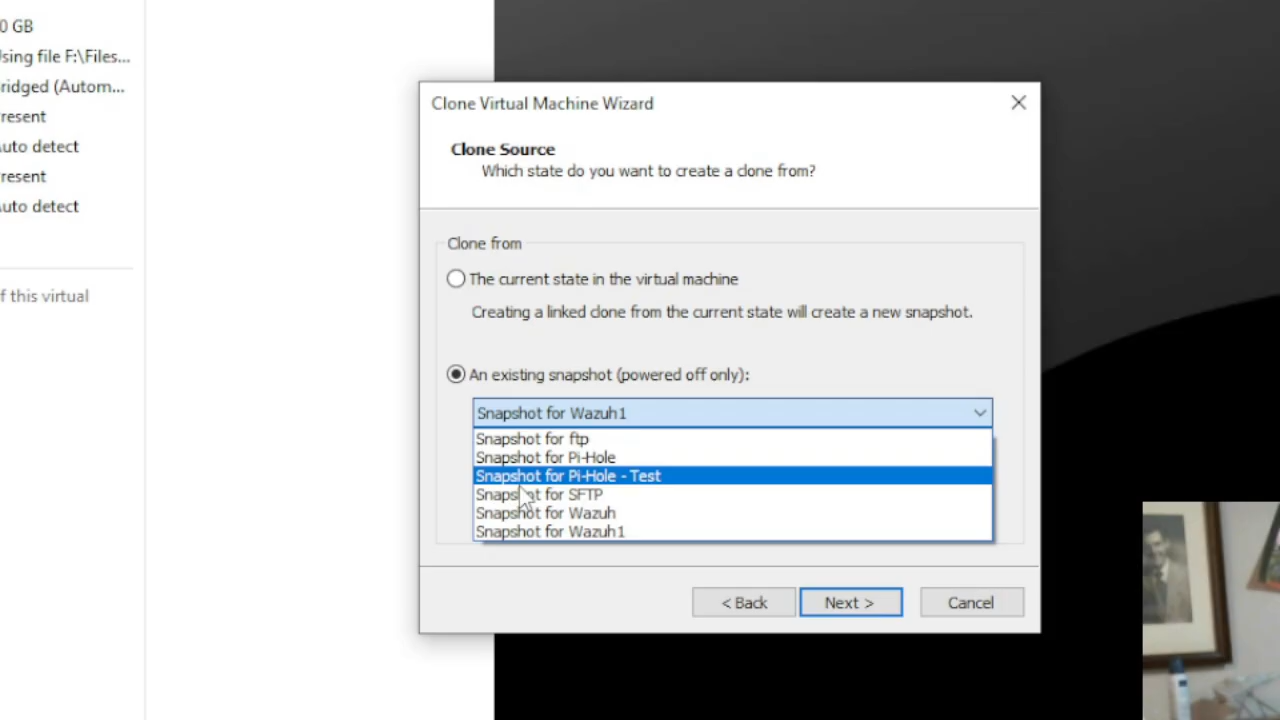 0 GB
sing file F:\Files...
ridged (Autom...
resent
uto detect
resent
uto detect
f this virtual
Clone Virtual Machine Wizard
Clone Source
Which state do you want to create a clone from?
Clone from
The current state in the virtual machine
Creating a linked clone from the current state will create a new snapshot.
An existing snapshot (powered off only):
Snapshot for Wazuh1
Snapshot for ftp
Snapshot for Pi-Hole
Snapshot for Pi-Hole - Test
Snapshot for SFTP
Snapshot for Wazuh
Snapshot for Wazuh1
< Back
Next >
Cancel